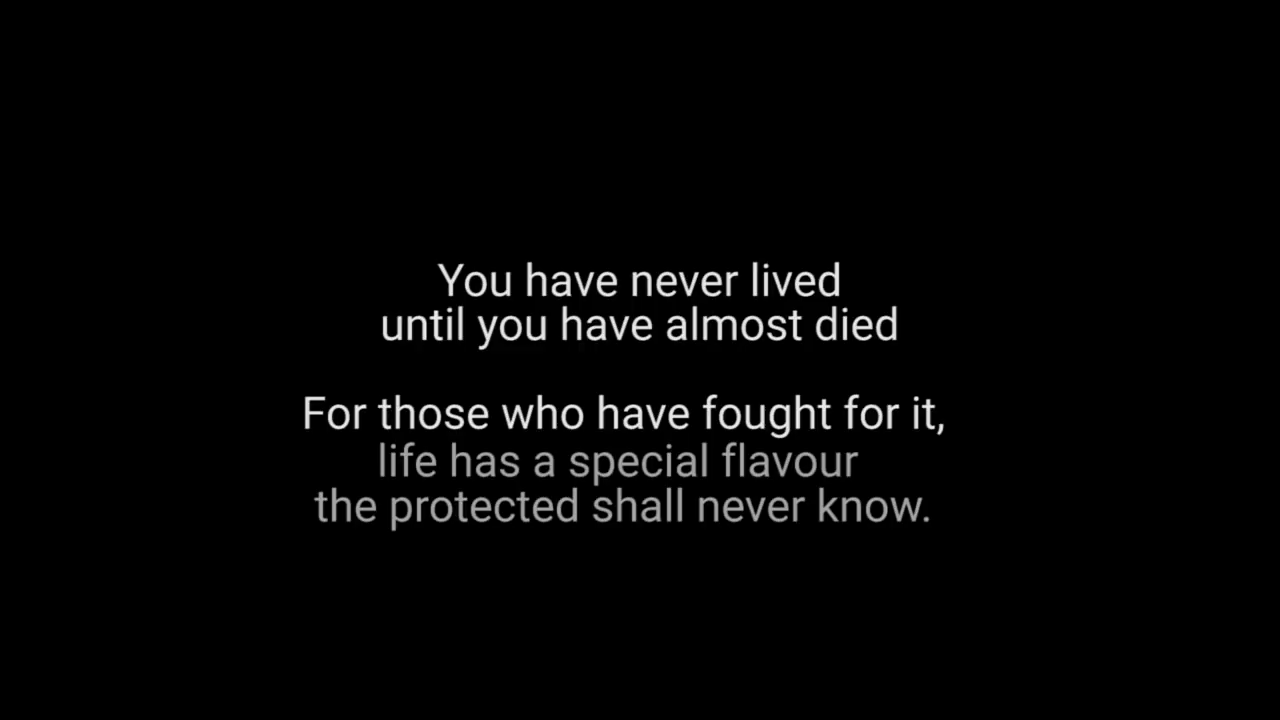 You have never lived
until you have almost died
For those who have fought for it,
life has a special flavour
the protected shall never know.